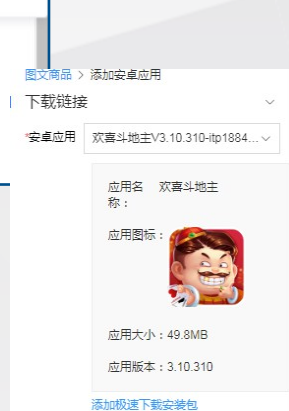 图文商品 > 添加安卓应用
下载链接
*安卓应用 欢喜斗地主V3.10.310-itp1884...
应用名称： 欢喜斗地主
应用图标：
应用大小：49.8MB
应用版本：3.10.310
添加极速下载安装包